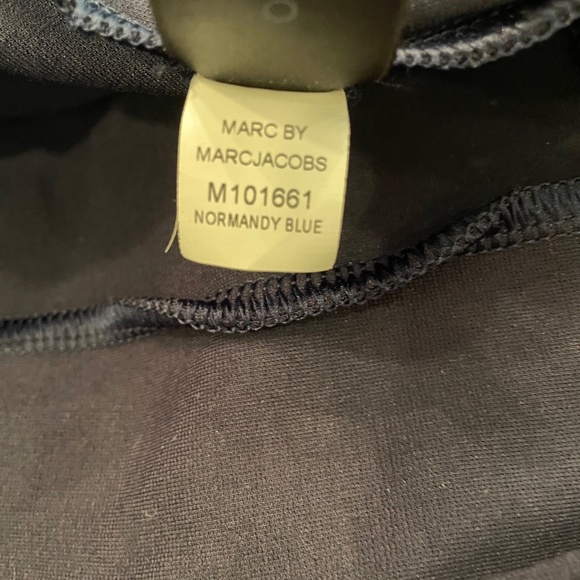 MARC BY
MARCJACOBS
M101661
NORMANDY BLUE